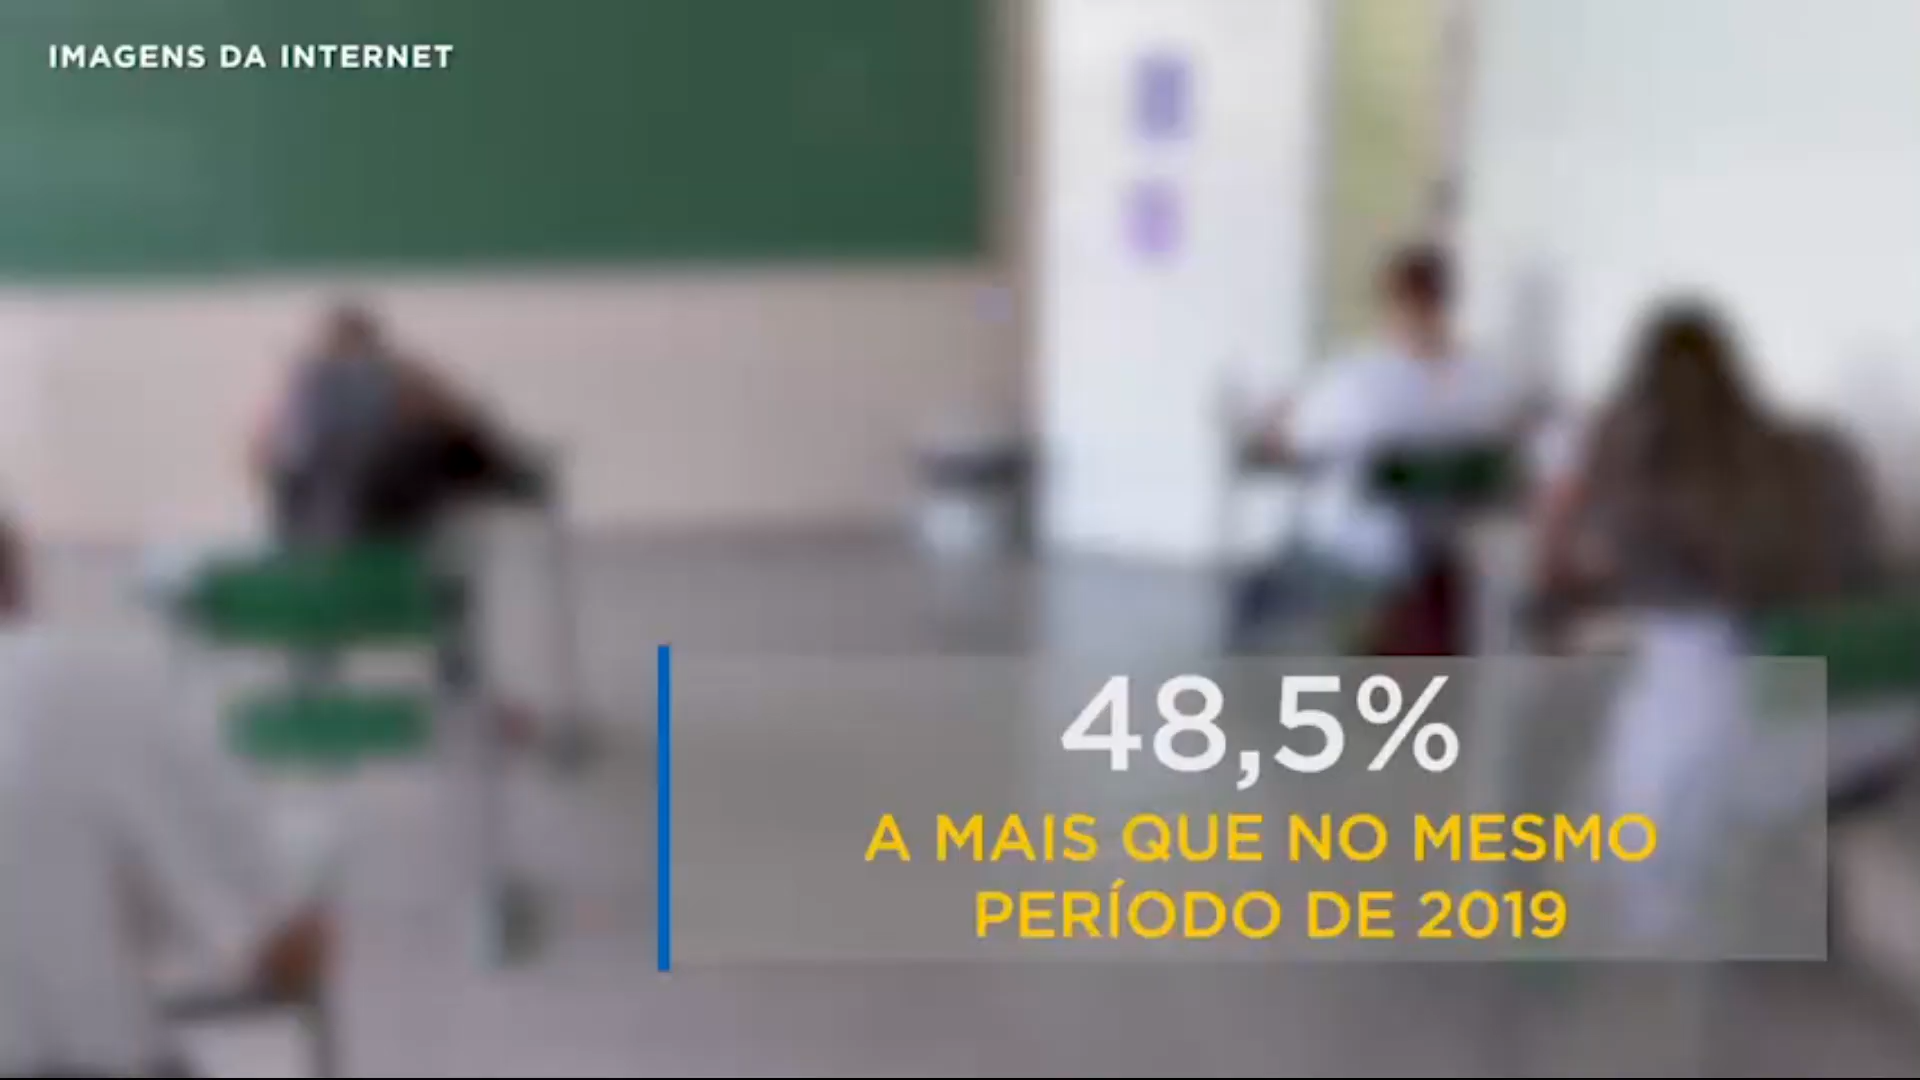 IMAGENS DA INTERNET
48,5%
A MAIS QUE NO MESMO
PERÍODO DE 2019